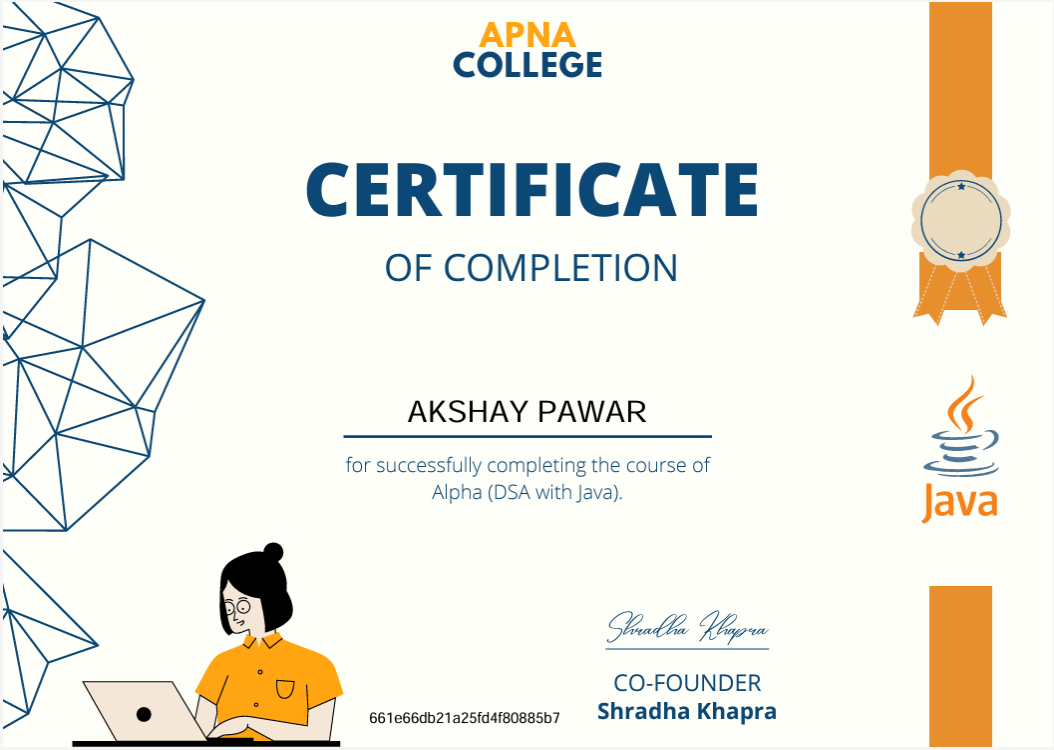 APNA
COLLEGE
CERTIFICATE
OF COMPLETION
AKSHAY PAWAR
for successfully completing the course of
Alpha (DSA with Java).
Java
Shradha Khapra
CO-FOUNDER
Shradha Khapra
661e66db21a25fd4f80885b7